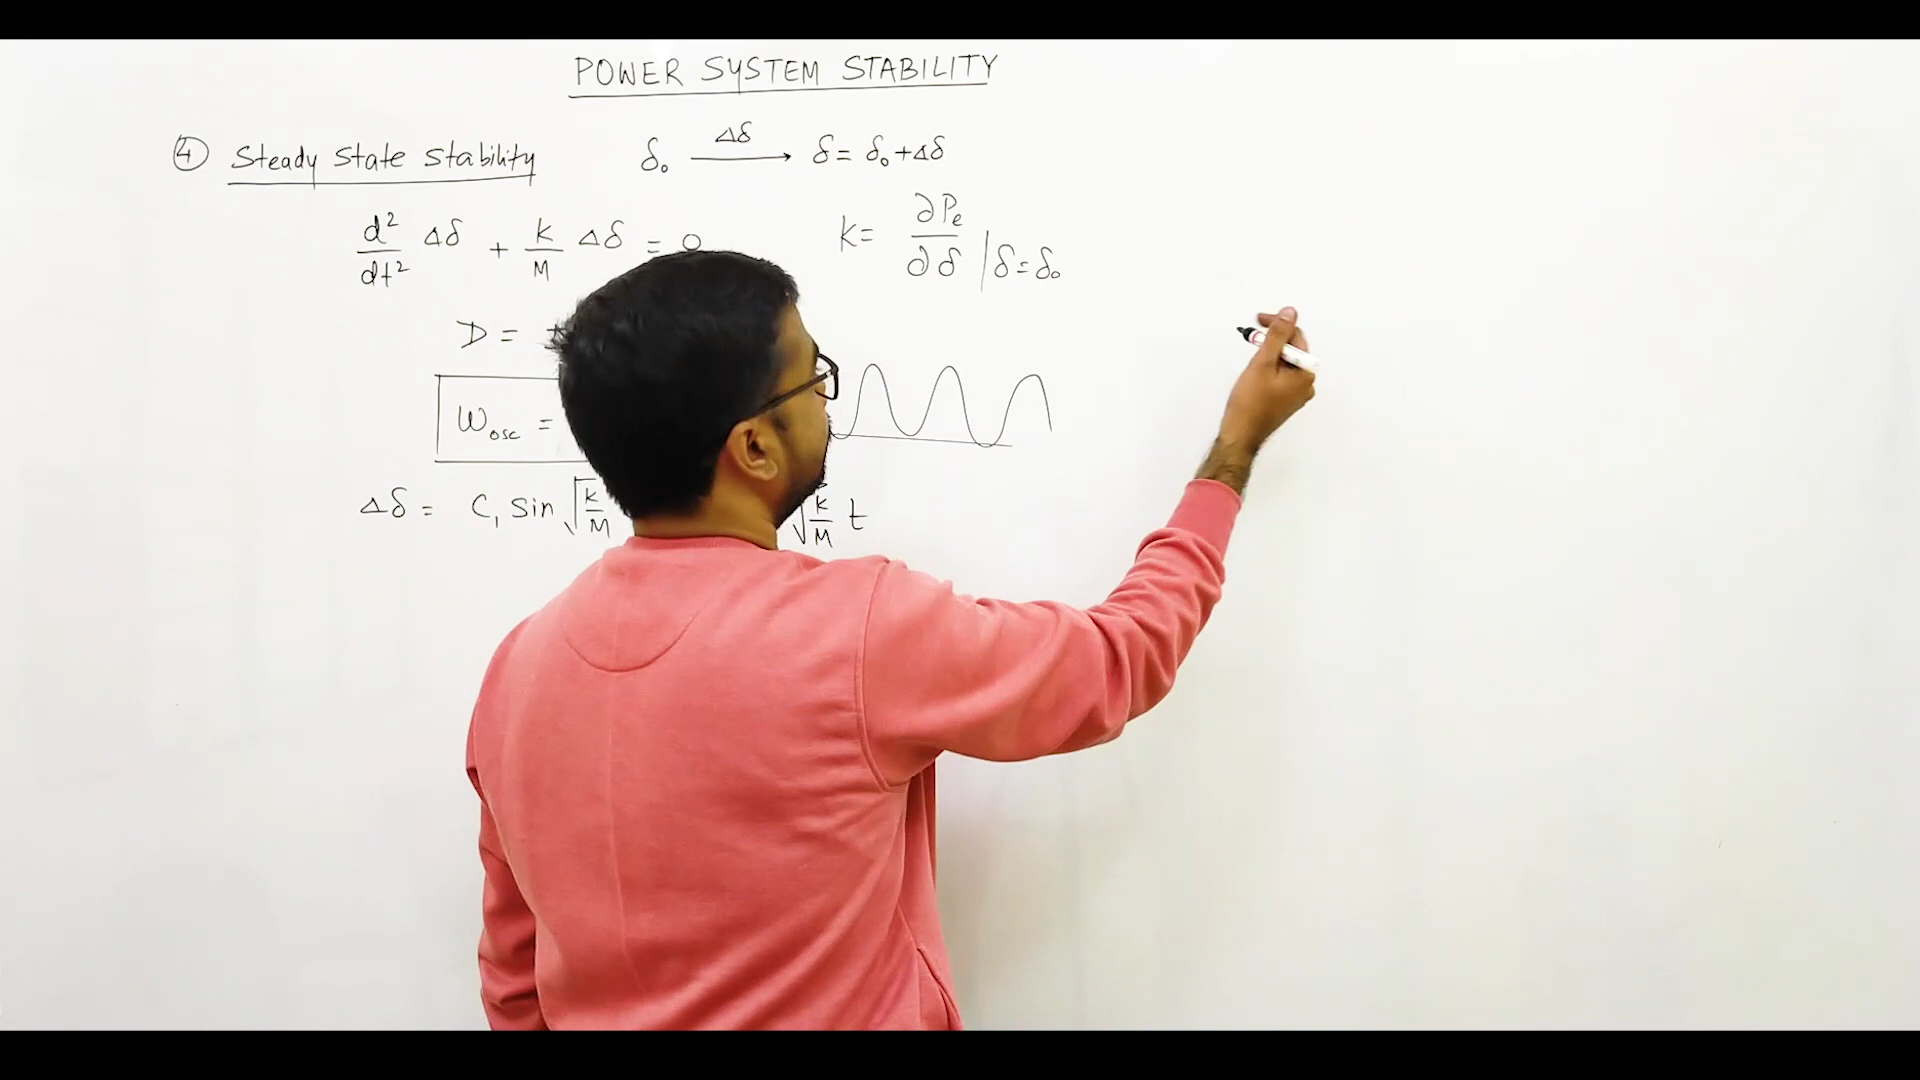 POWER SYSTEM STABILITY
④ Steady State Stability δ₀ —Δδ→ δ = δ₀ + Δδ
d²/dt² Δδ + k/M Δδ = 0 k = ∂Pe/∂δ | δ = δ₀
D =
ωosc =
Δδ = C₁ Sin √(k/M) √(k/M) t